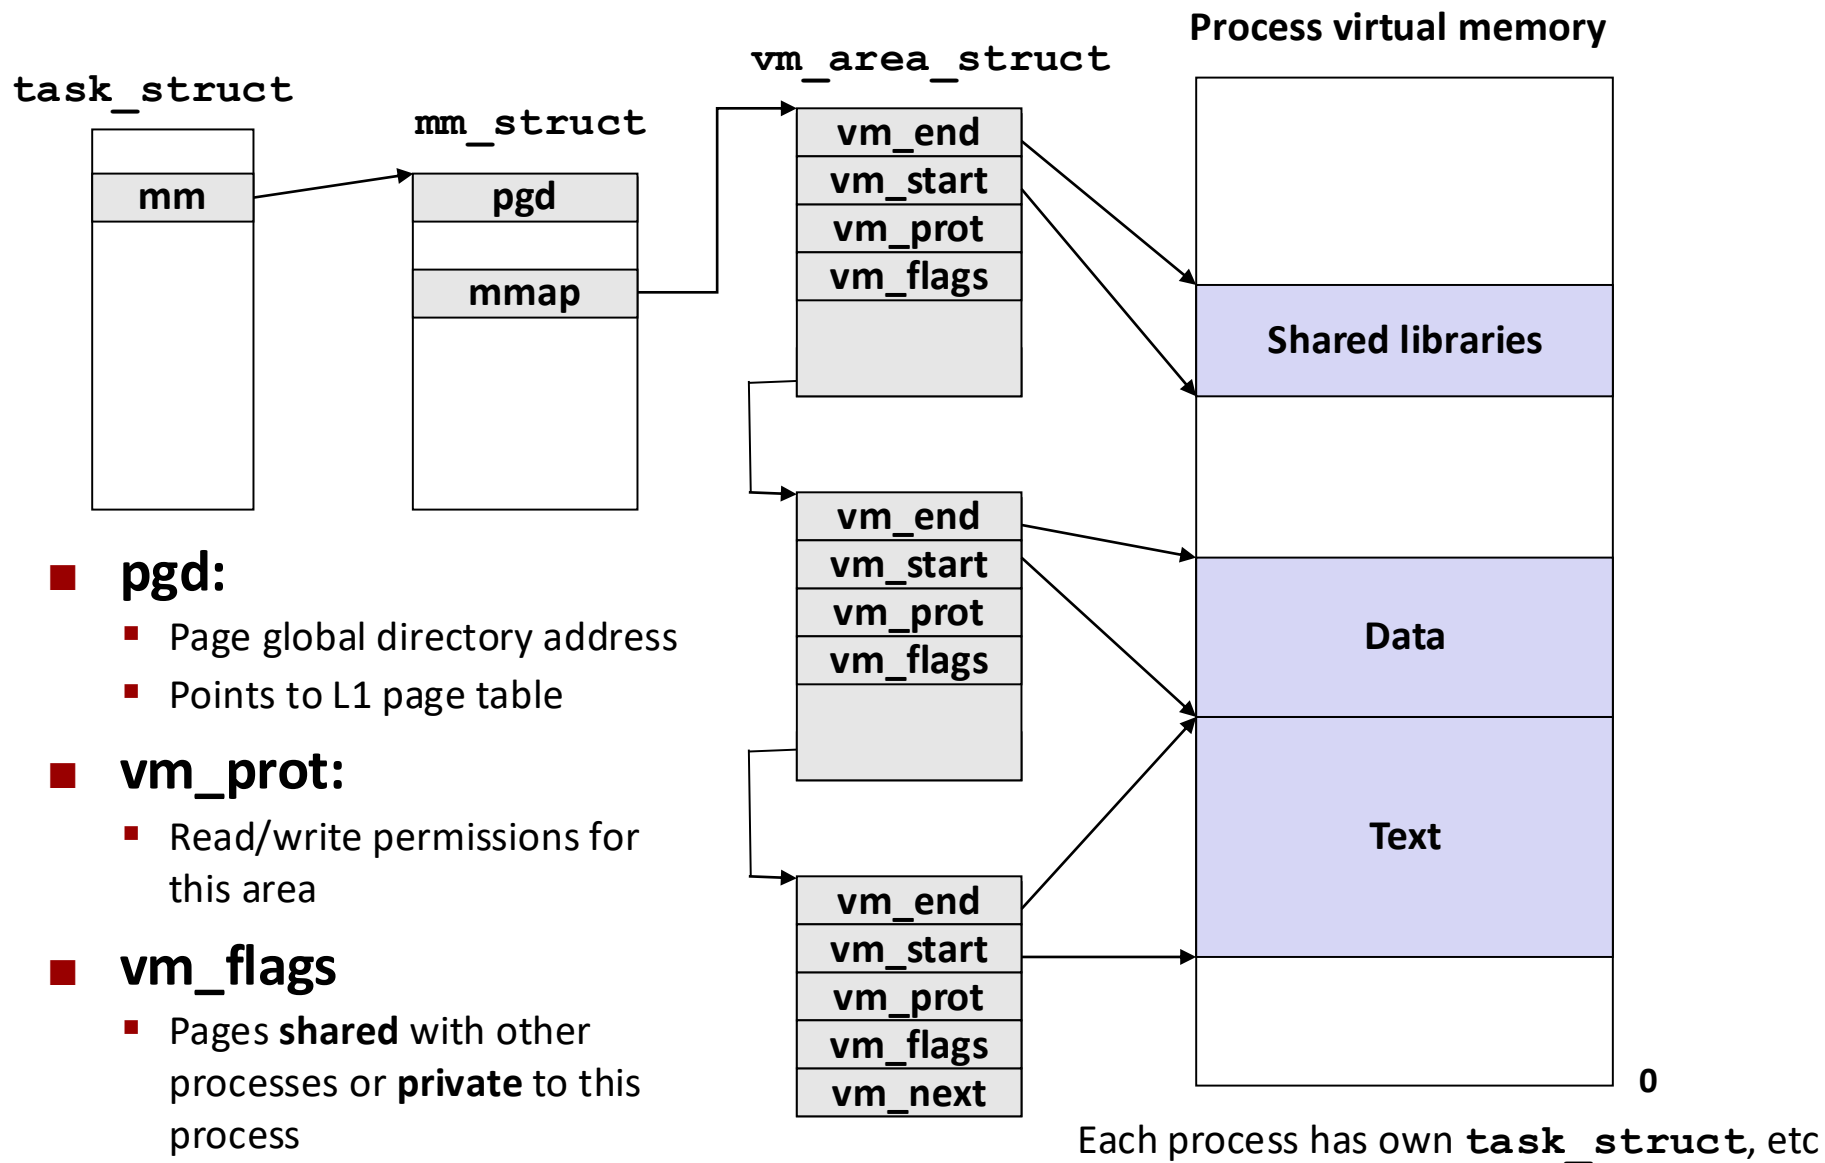 Process virtual memory
vm_area_struct
task_struct
mm_struct
mm
pgd
mmap
vm_end
vm_start
vm_prot
vm_flags
vm_end
vm_start
vm_prot
vm_flags
vm_end
vm_start
vm_prot
vm_flags
vm_next
Shared libraries
Data
Text
0
pgd:
Page global directory address
Points to L1 page table
vm_prot:
Read/write permissions for
this area
vm_flags
Pages shared with other
processes or private to this
process
Each process has own task_struct, etc